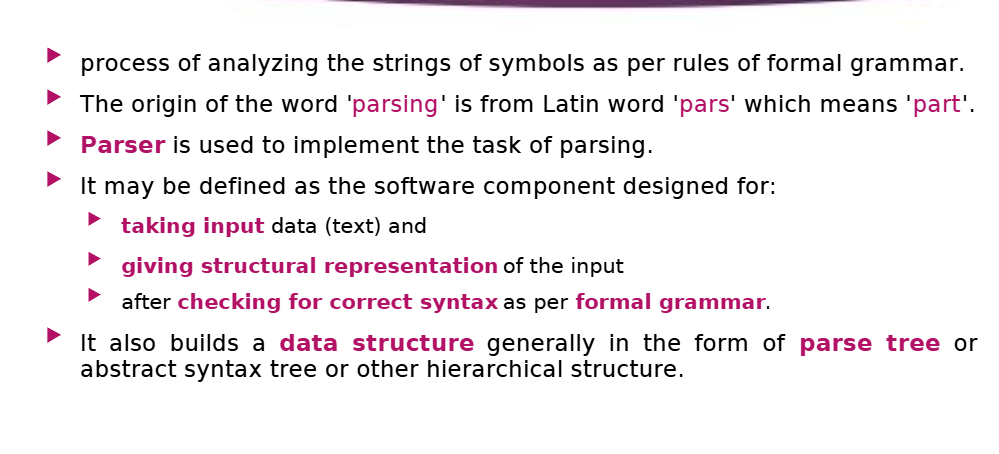 process of analyzing the strings of symbols as per rules of formal grammar.
The origin of the word 'parsing' is from Latin word 'pars' which means 'part'.
Parser is used to implement the task of parsing.
It may be defined as the software component designed for:
taking input data (text) and
giving structural representation of the input
after checking for correct syntax as per formal grammar.
It also builds a data structure generally in the form of parse tree or
abstract syntax tree or other hierarchical structure.